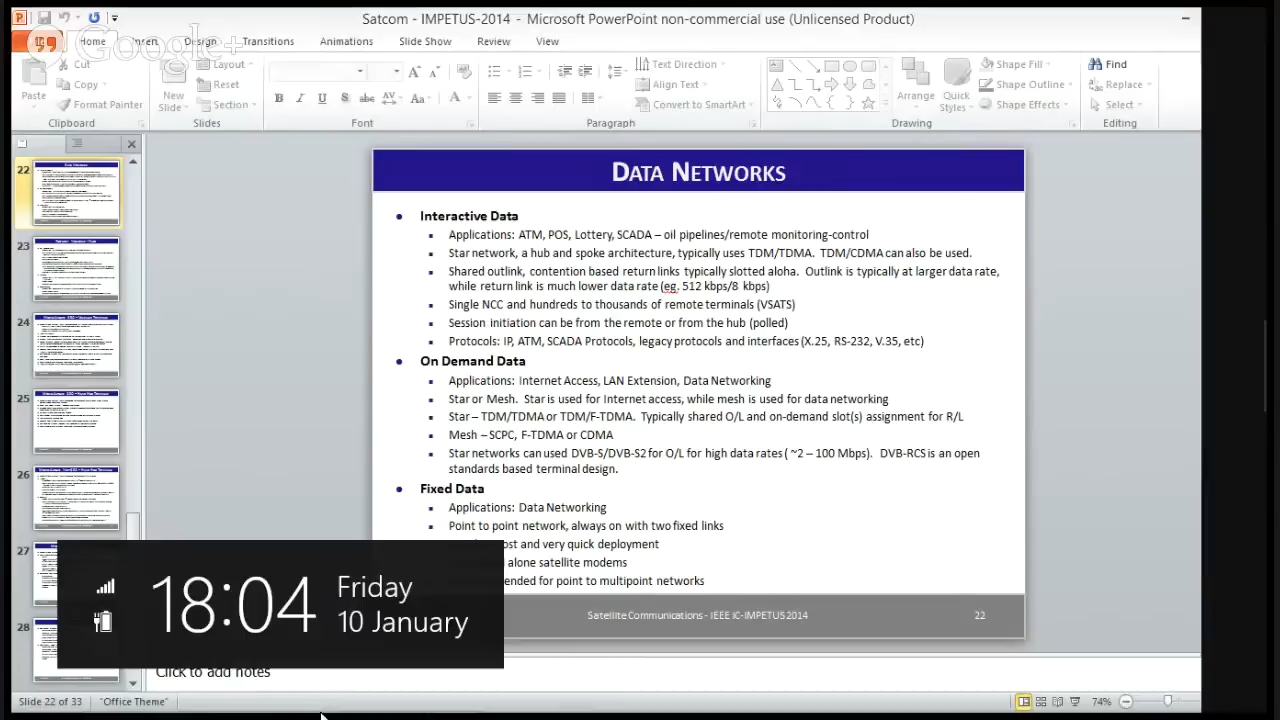 Satcom - IMPETUS-2014 - Microsoft PowerPoint non-commercial use (Unlicensed Product)
Google+
Home Insert Design Transitions Animations Slide Show Review View
Cut
Copy
Format Painter
Paste
Clipboard
New
Slide
Layout
Reset
Section
Slides
Font
Text Direction
Align Text
Convert to SmartArt
Paragraph
Arrange
Quick
Styles
Shape Fill
Shape Outline
Shape Effects
Drawing
Find
Replace
Select
Editing
22
23
24
25
26
27
28
DATA NETWORKS
Interactive Data
Applications: ATM, POS, Lottery, SCADA – oil pipelines/remote monitoring-control
Star network, a hub and spoke architecture, typically uses TDM/TDMA. TDM/CDMA can also be used.
Shared outlink, contention based return links typically slotted aloha. Outlink is typically at larger data rate,
while return link is much lower data rate (eg. 512 kbps/8 kbps)
Single NCC and hundreds to thousands of remote terminals (VSATS)
Session initiation can be from the remote or from the hub (polled)
Protocols: IP, ATM, SCADA Protocols, legacy protocols and interfaces (X.25, RS-232, V.35, etc)
On Demand Data
Applications: Internet Access, LAN Extension, Data Networking
Star or Mesh. Star is used for Internet access, while mesh is used for data networking
Star – TDM/TDMA or TDM/F-TDMA. Typically shared O/L and on-demand slot(s) assignment for R/L
Mesh – SCPC, F-TDMA or CDMA
Star networks can used DVB-S/DVB-S2 for O/L for high data rates ( ~2 – 100 Mbps). DVB-RCS is an open
standards based terminal design.
Fixed Data
Applications: Data Networking
Point to point network, always on with two fixed links
ost and very quick deployment
alone satellite modems
ended for point to multipoint networks
Satellite Communications - IEEE IC-IMPETUS 2014
22
18:04
Friday
10 January
Click to add notes
Slide 22 of 33 "Office Theme" 74%